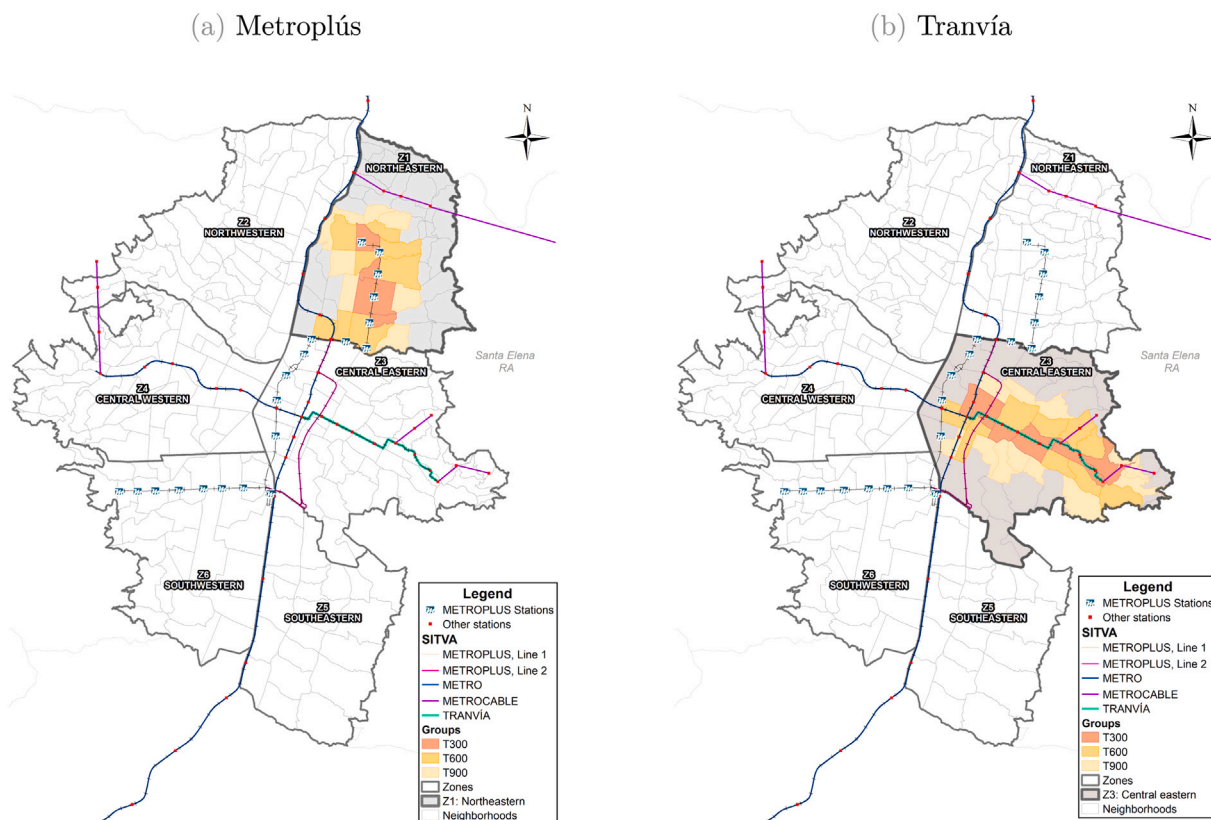 (a) Metroplús
N
Z1
NORTHEASTERN
Z2
NORTHWESTERN
Santa Elena
RA
Z3
CENTRAL EASTERN
Z4
CENTRAL WESTERN
Z6
SOUTHWESTERN
Z5
SOUTHEASTERN
Legend
METROPLUS Stations
Other stations
SITVA
METROPLUS, Line 1
METROPLUS, Line 2
METRO
METROCABLE
TRANVÍA
Groups
T300
T600
T900
Zones
Z1: Northeastern
Neighborhoods
(b) Tranvía
N
Z1
NORTHEASTERN
Z2
NORTHWESTERN
Santa Elena
RA
Z3
CENTRAL EASTERN
Z4
CENTRAL WESTERN
Z6
SOUTHWESTERN
Z5
SOUTHEASTERN
Legend
METROPLUS Stations
Other stations
SITVA
METROPLUS, Line 1
METROPLUS, Line 2
METRO
METROCABLE
TRANVÍA
Groups
T300
T600
T900
Zones
Z3: Central eastern
Neighborhoods